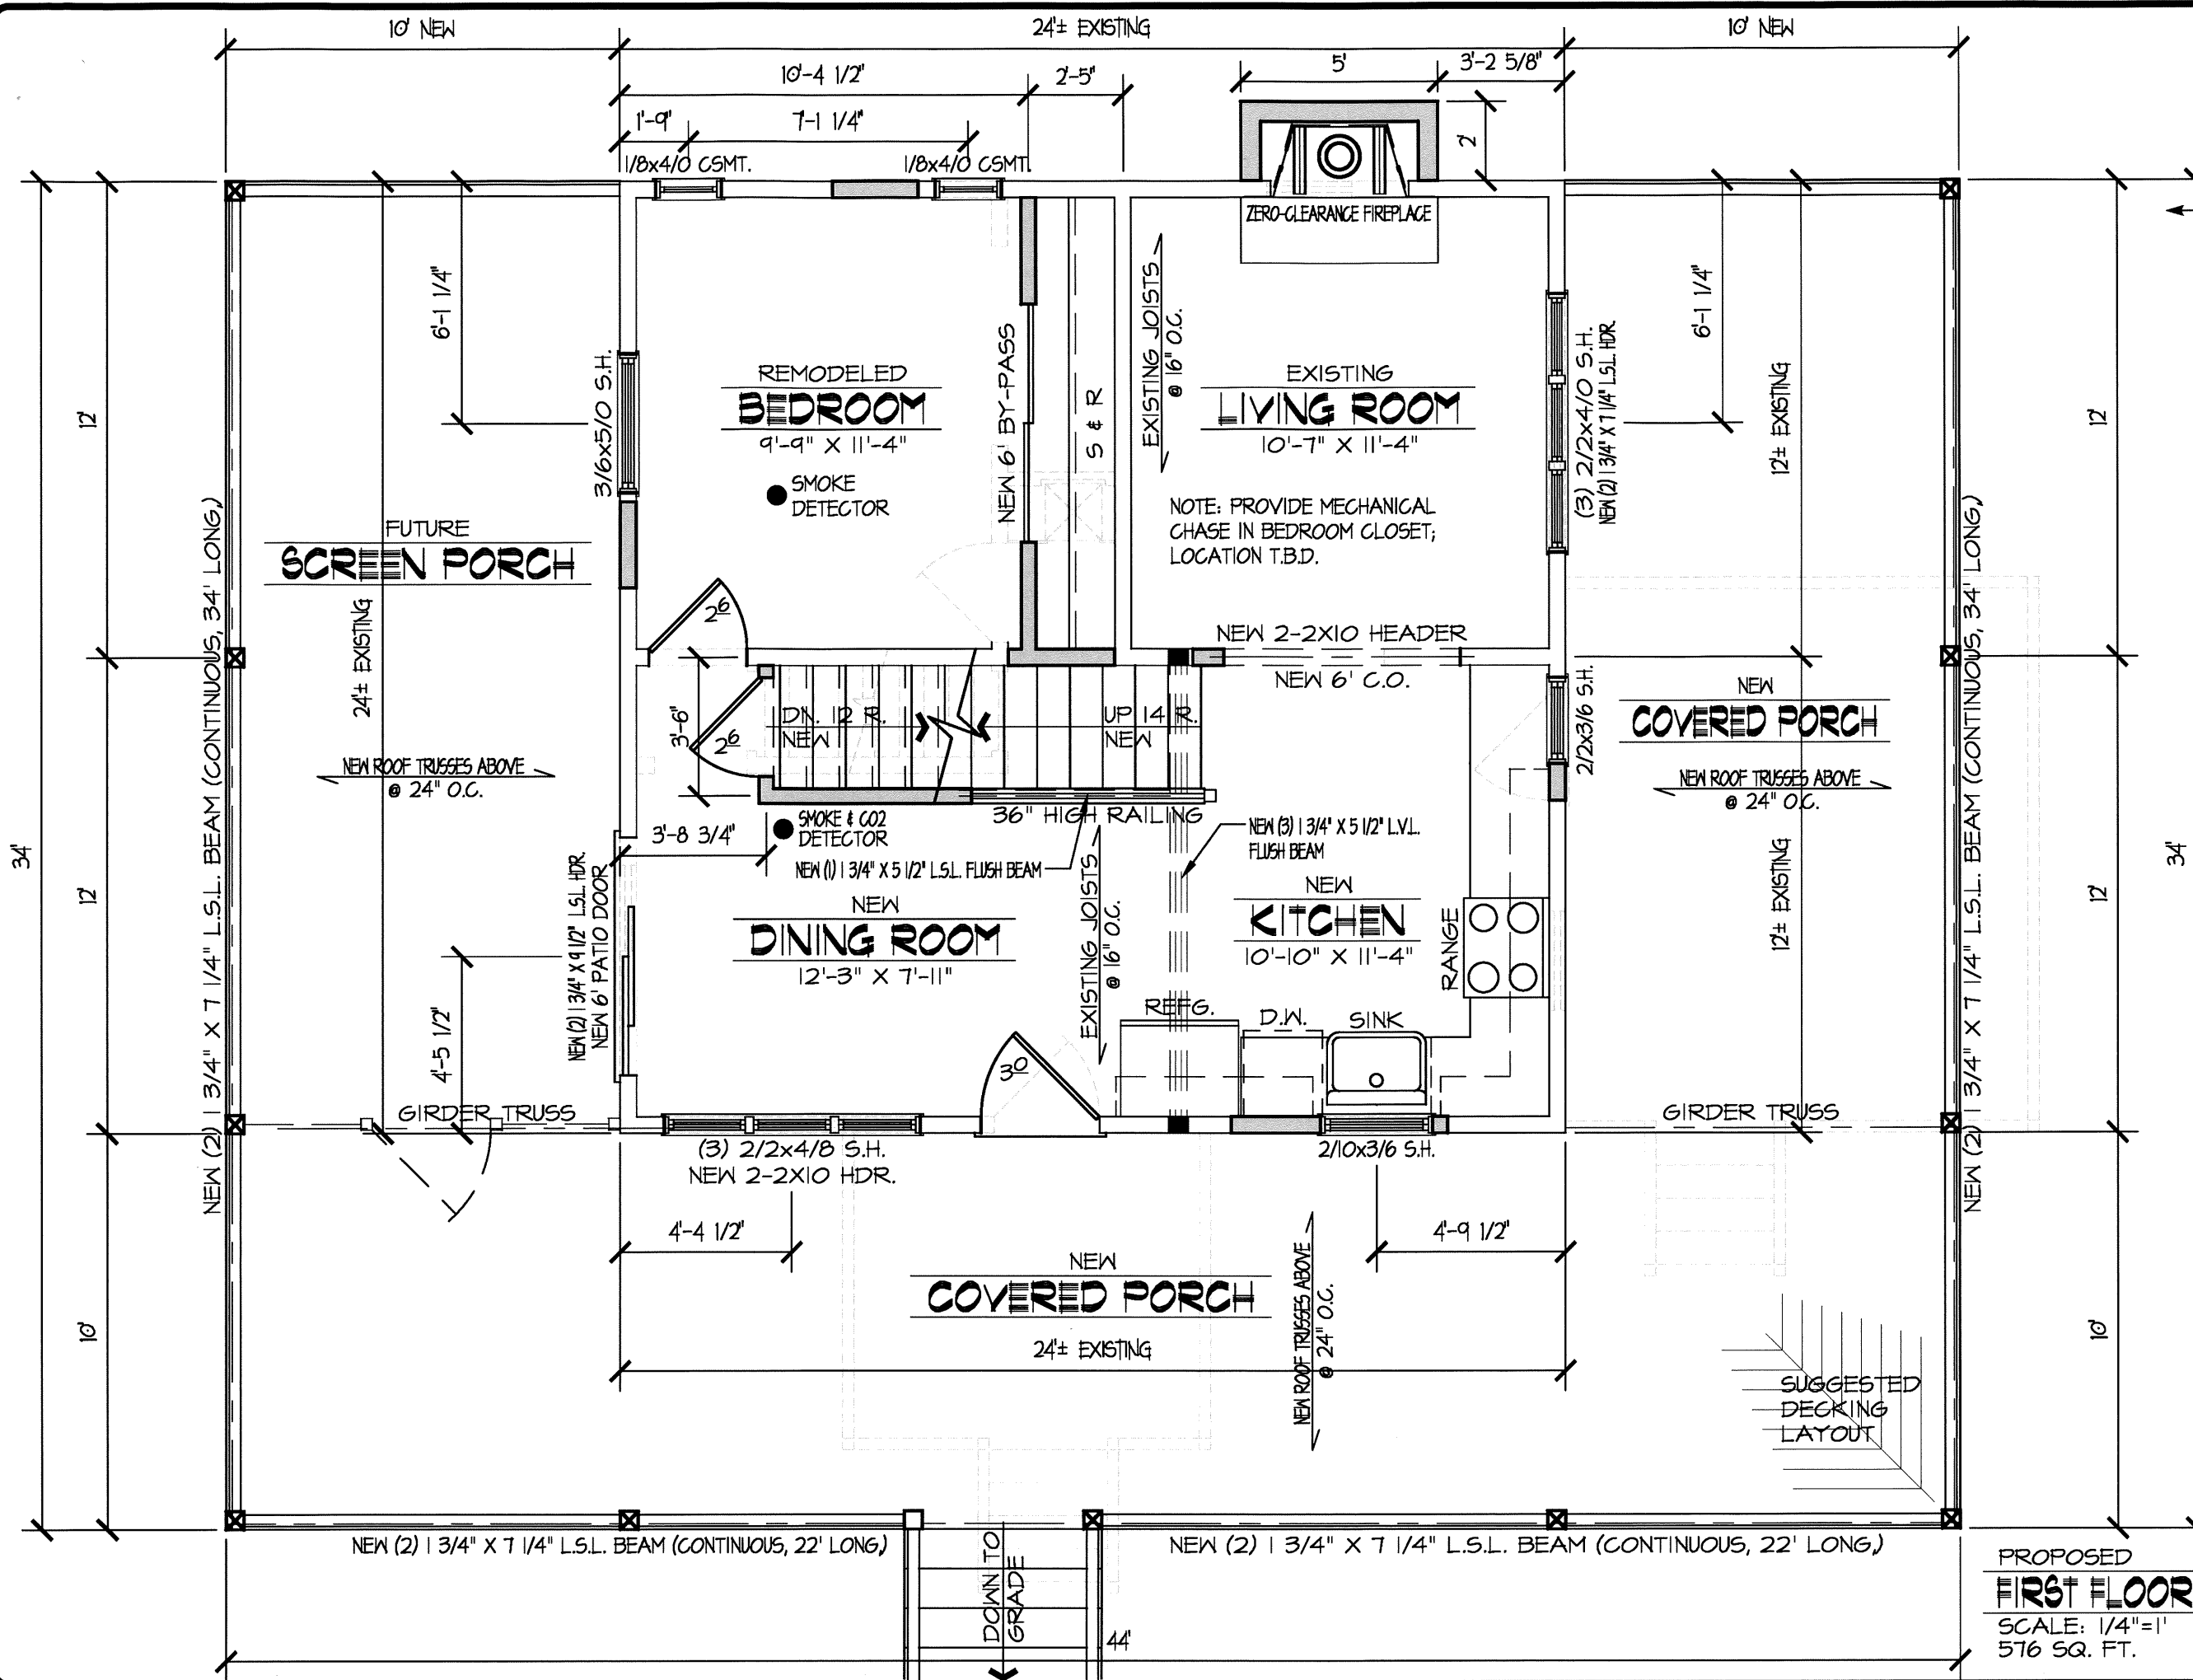 10' NEW
24'± EXISTING
10' NEW
10'-4 1/2"
2'-5"
5'
3'-2 5/8"
1'-9"
7'-1 1/4"
2'
1/8x4/0 CSMT.
1/8x4/0 CSMT.
ZERO-CLEARANCE FIREPLACE
6'-1 1/4"
6'-1 1/4"
12'
12'
12'± EXISTING
3/6x5/0 S.H.
REMODELED
BEDROOM
9'-9" X 11'-4"
SMOKE
DETECTOR
NEW 6' BY-PASS
S & R
EXISTING JOISTS
@ 16" O.C.
EXISTING
LIVING ROOM
10'-7" X 11'-4"
NOTE: PROVIDE MECHANICAL
CHASE IN BEDROOM CLOSET;
LOCATION T.B.D.
(3) 2/2x4/0 S.H.
NEW (2) 1 3/4" X 7 1/4" L.S.L. HDR.
FUTURE
SCREEN PORCH
24'± EXISTING
NEW ROOF TRUSSES ABOVE
@ 24" O.C.
NEW (2) 1 3/4" X 7 1/4" L.S.L. BEAM (CONTINUOUS, 34' LONG,)
2⁶
2⁶
3'-6"
DN. 12 R.
NEW
UP 14 R.
NEW
NEW 2-2X10 HEADER
NEW 6' C.O.
2/2x3/6 S.H.
NEW
COVERED PORCH
NEW ROOF TRUSSES ABOVE
@ 24" O.C.
NEW (2) 1 3/4" X 7 1/4" L.S.L. BEAM (CONTINUOUS, 34' LONG,)
36" HIGH RAILING
3'-8 3/4"
SMOKE & CO2
DETECTOR
NEW (1) 1 3/4" X 5 1/2" L.S.L. FLUSH BEAM
NEW (3) 1 3/4" X 5 1/2" L.V.L.
FLUSH BEAM
34'
34'
12'
12'
12'± EXISTING
NEW (2) 1 3/4" X 9 1/2" L.S.L. HDR.
NEW 6' PATIO DOOR
NEW
DINING ROOM
12'-3" X 7'-11"
EXISTING JOISTS
@ 16" O.C.
NEW
KITCHEN
10'-10" X 11'-4"
RANGE
REFG.
D.W.
SINK
4'-5 1/2"
3⁰
GIRDER TRUSS
GIRDER TRUSS
(3) 2/2x4/8 S.H.
NEW 2-2X10 HDR.
2/10x3/6 S.H.
4'-4 1/2"
4'-9 1/2"
10'
10'
NEW
COVERED PORCH
24'± EXISTING
NEW ROOF TRUSSES ABOVE
@ 24" O.C.
SUGGESTED
DECKING
LAYOUT
NEW (2) 1 3/4" X 7 1/4" L.S.L. BEAM (CONTINUOUS, 22' LONG,)
NEW (2) 1 3/4" X 7 1/4" L.S.L. BEAM (CONTINUOUS, 22' LONG,)
DOWN TO
GRADE
44'
PROPOSED
FIRST FLOOR
SCALE: 1/4"=1'
576 SQ. FT.